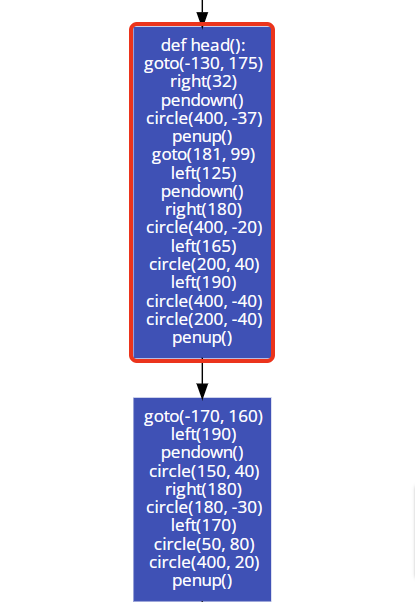 def head():
goto(-130, 175)
right(32)
pendown()
circle(400, -37)
penup()
goto(181, 99)
left(125)
pendown()
right(180)
circle(400, -20)
left(165)
circle(200, 40)
left(190)
circle(400, -40)
circle(200, -40)
penup()
goto(-170, 160)
left(190)
pendown()
circle(150, 40)
right(180)
circle(180, -30)
left(170)
circle(50, 80)
circle(400, 20)
penup()